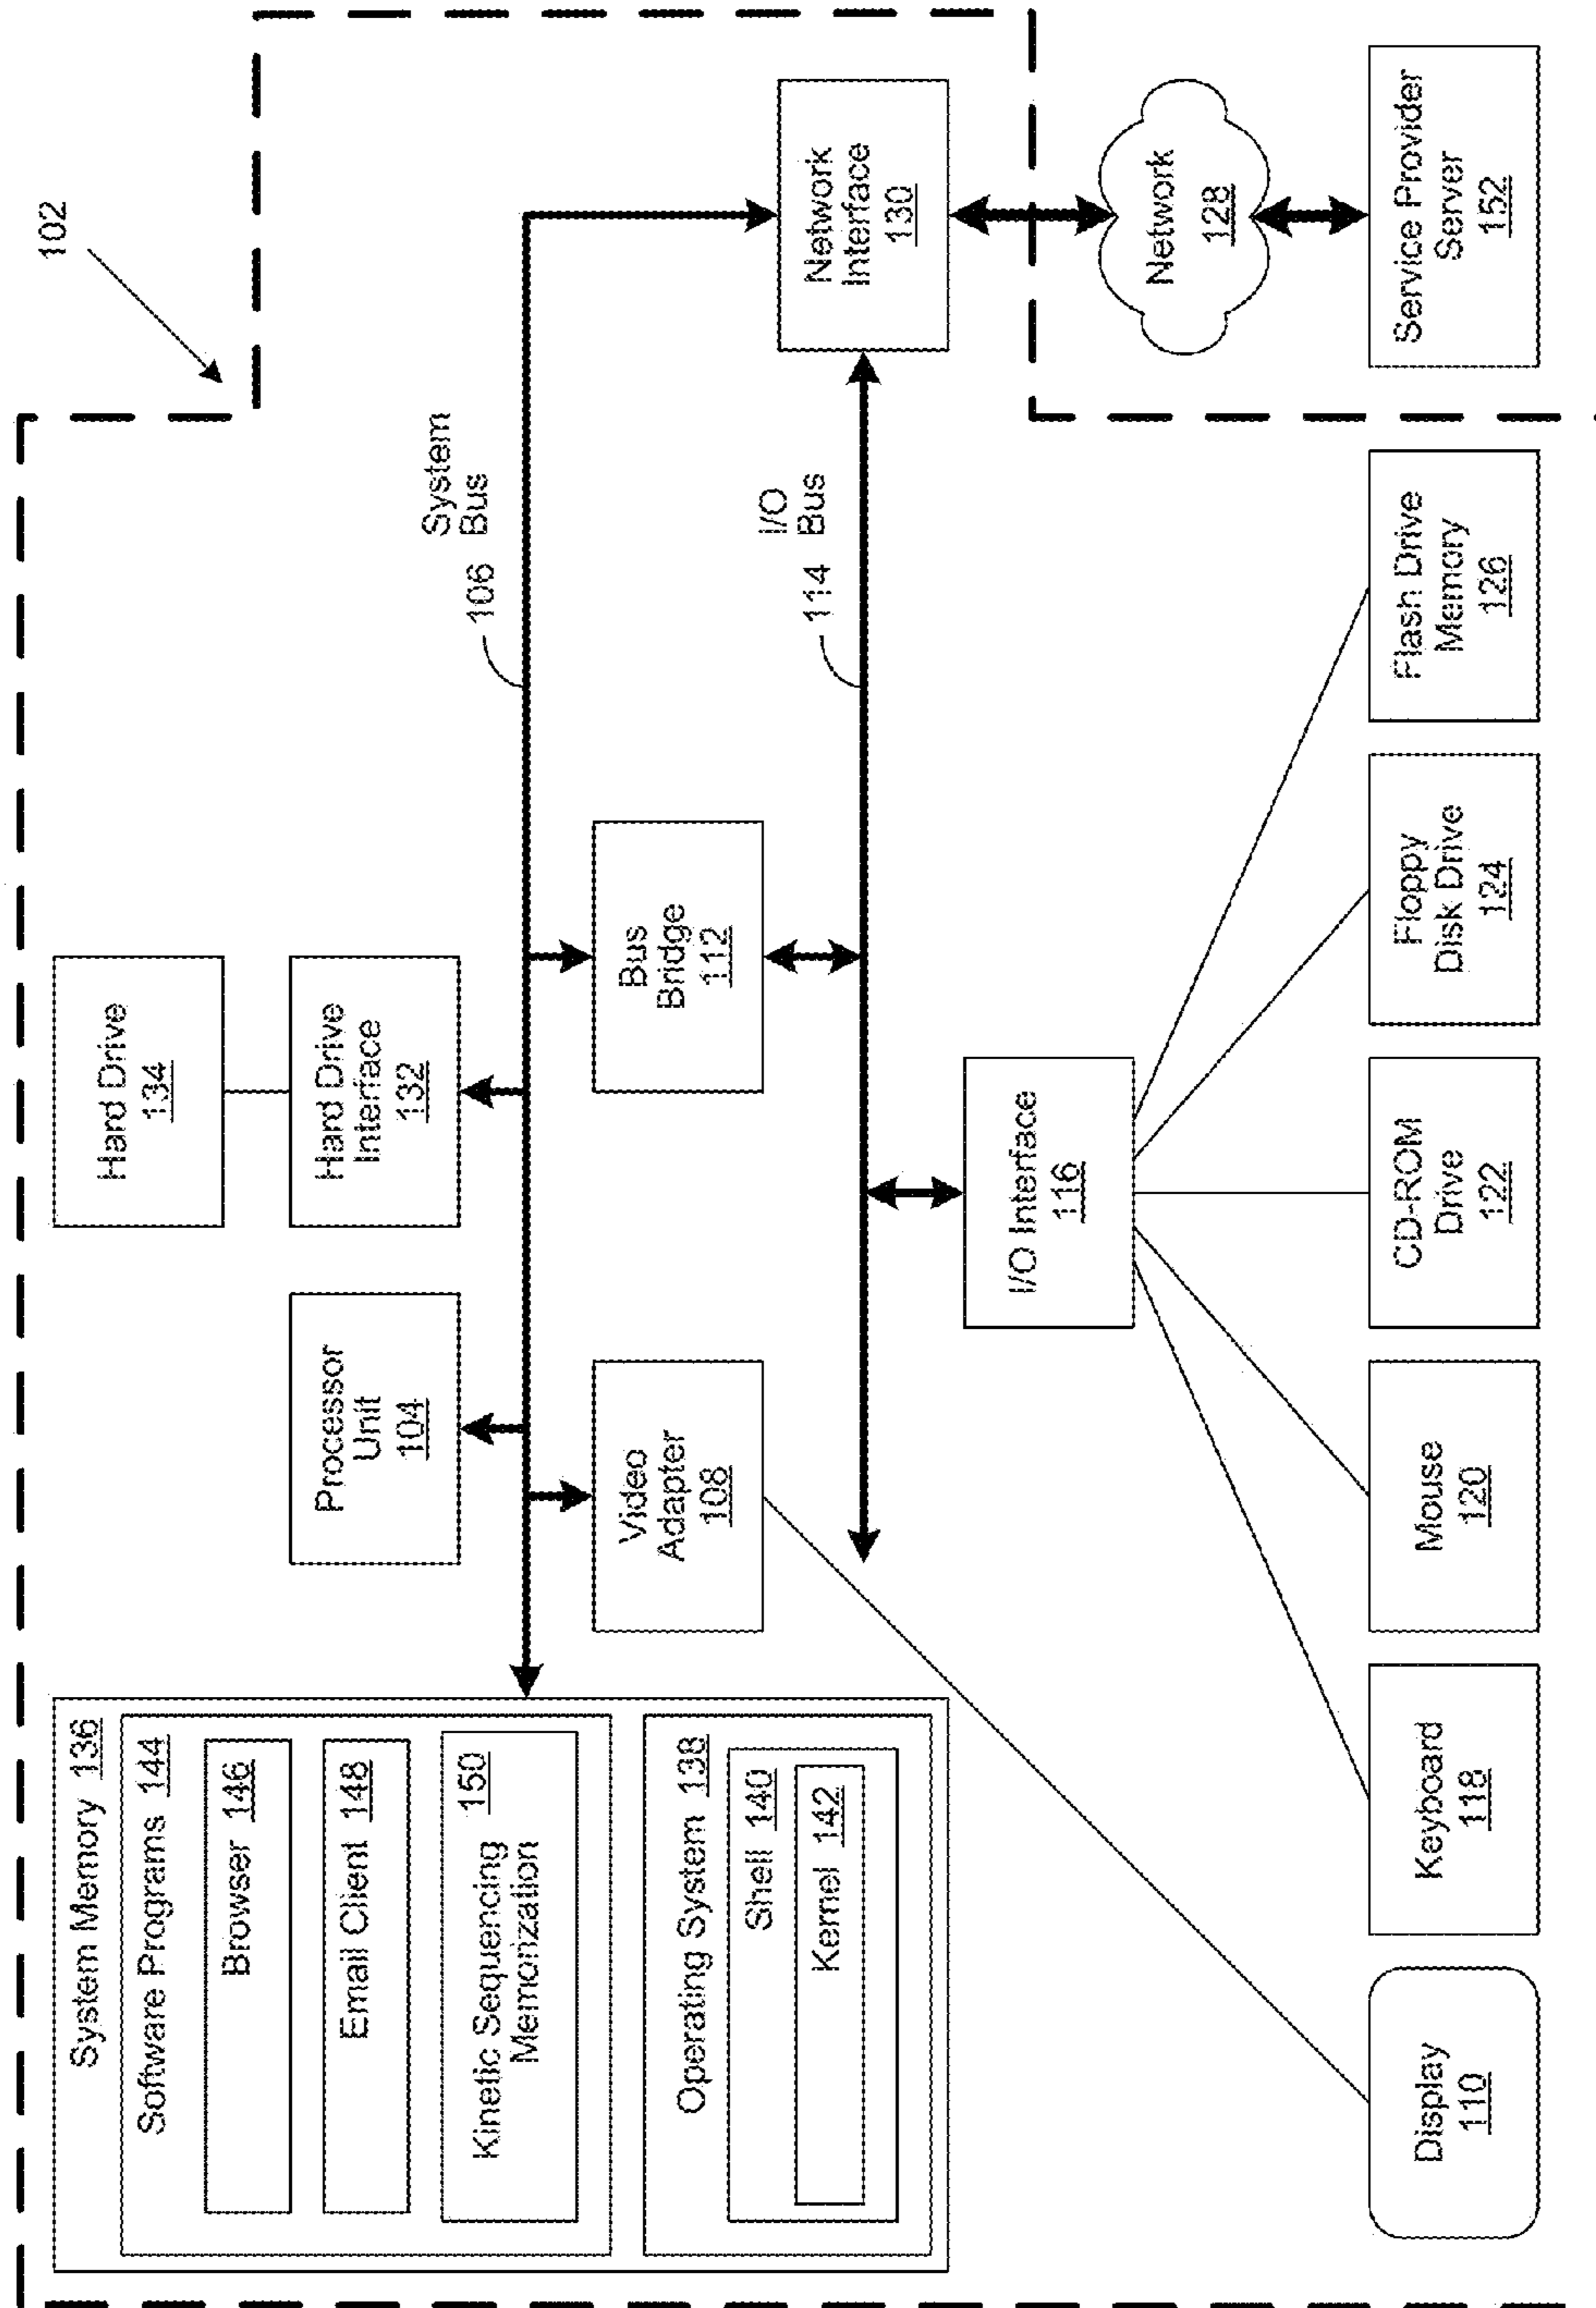 102
System Memory 136
Software Programs 144
Browser 146
Email Client 148
150
Kinetic Sequencing
Memorization
Operating System 138
Shell 140
Kernel 142
Hard Drive
134
Processor
Unit
104
Hard Drive
Interface
132
System
Bus
106
Video
Adapter
108
Bus
Bridge
112
I/O
Bus
114
Network
Interface
130
I/O Interface
116
Network
128
Display
110
Keyboard
118
Mouse
120
CD-ROM
Drive
122
Floppy
Disk Drive
124
Flash Drive
Memory
126
Service Provider
Server
152